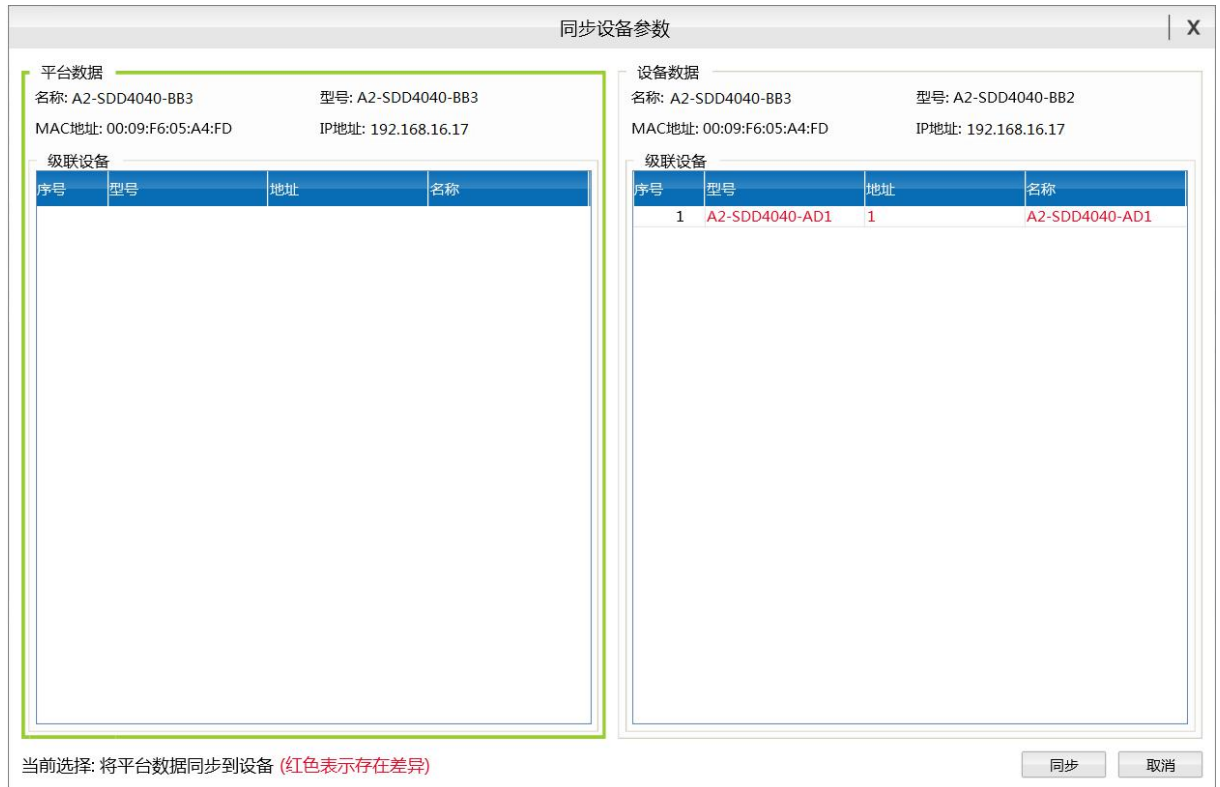 同步设备参数
X
平台数据
名称: A2-SDD4040-BB3 型号: A2-SDD4040-BB3
MAC地址: 00:09:F6:05:A4:FD IP地址: 192.168.16.17
级联设备
序号 型号 地址 名称
设备数据
名称: A2-SDD4040-BB3 型号: A2-SDD4040-BB2
MAC地址: 00:09:F6:05:A4:FD IP地址: 192.168.16.17
级联设备
序号 型号 地址 名称
1 A2-SDD4040-AD1 1 A2-SDD4040-AD1
当前选择: 将平台数据同步到设备 (红色表示存在差异)
同步 取消